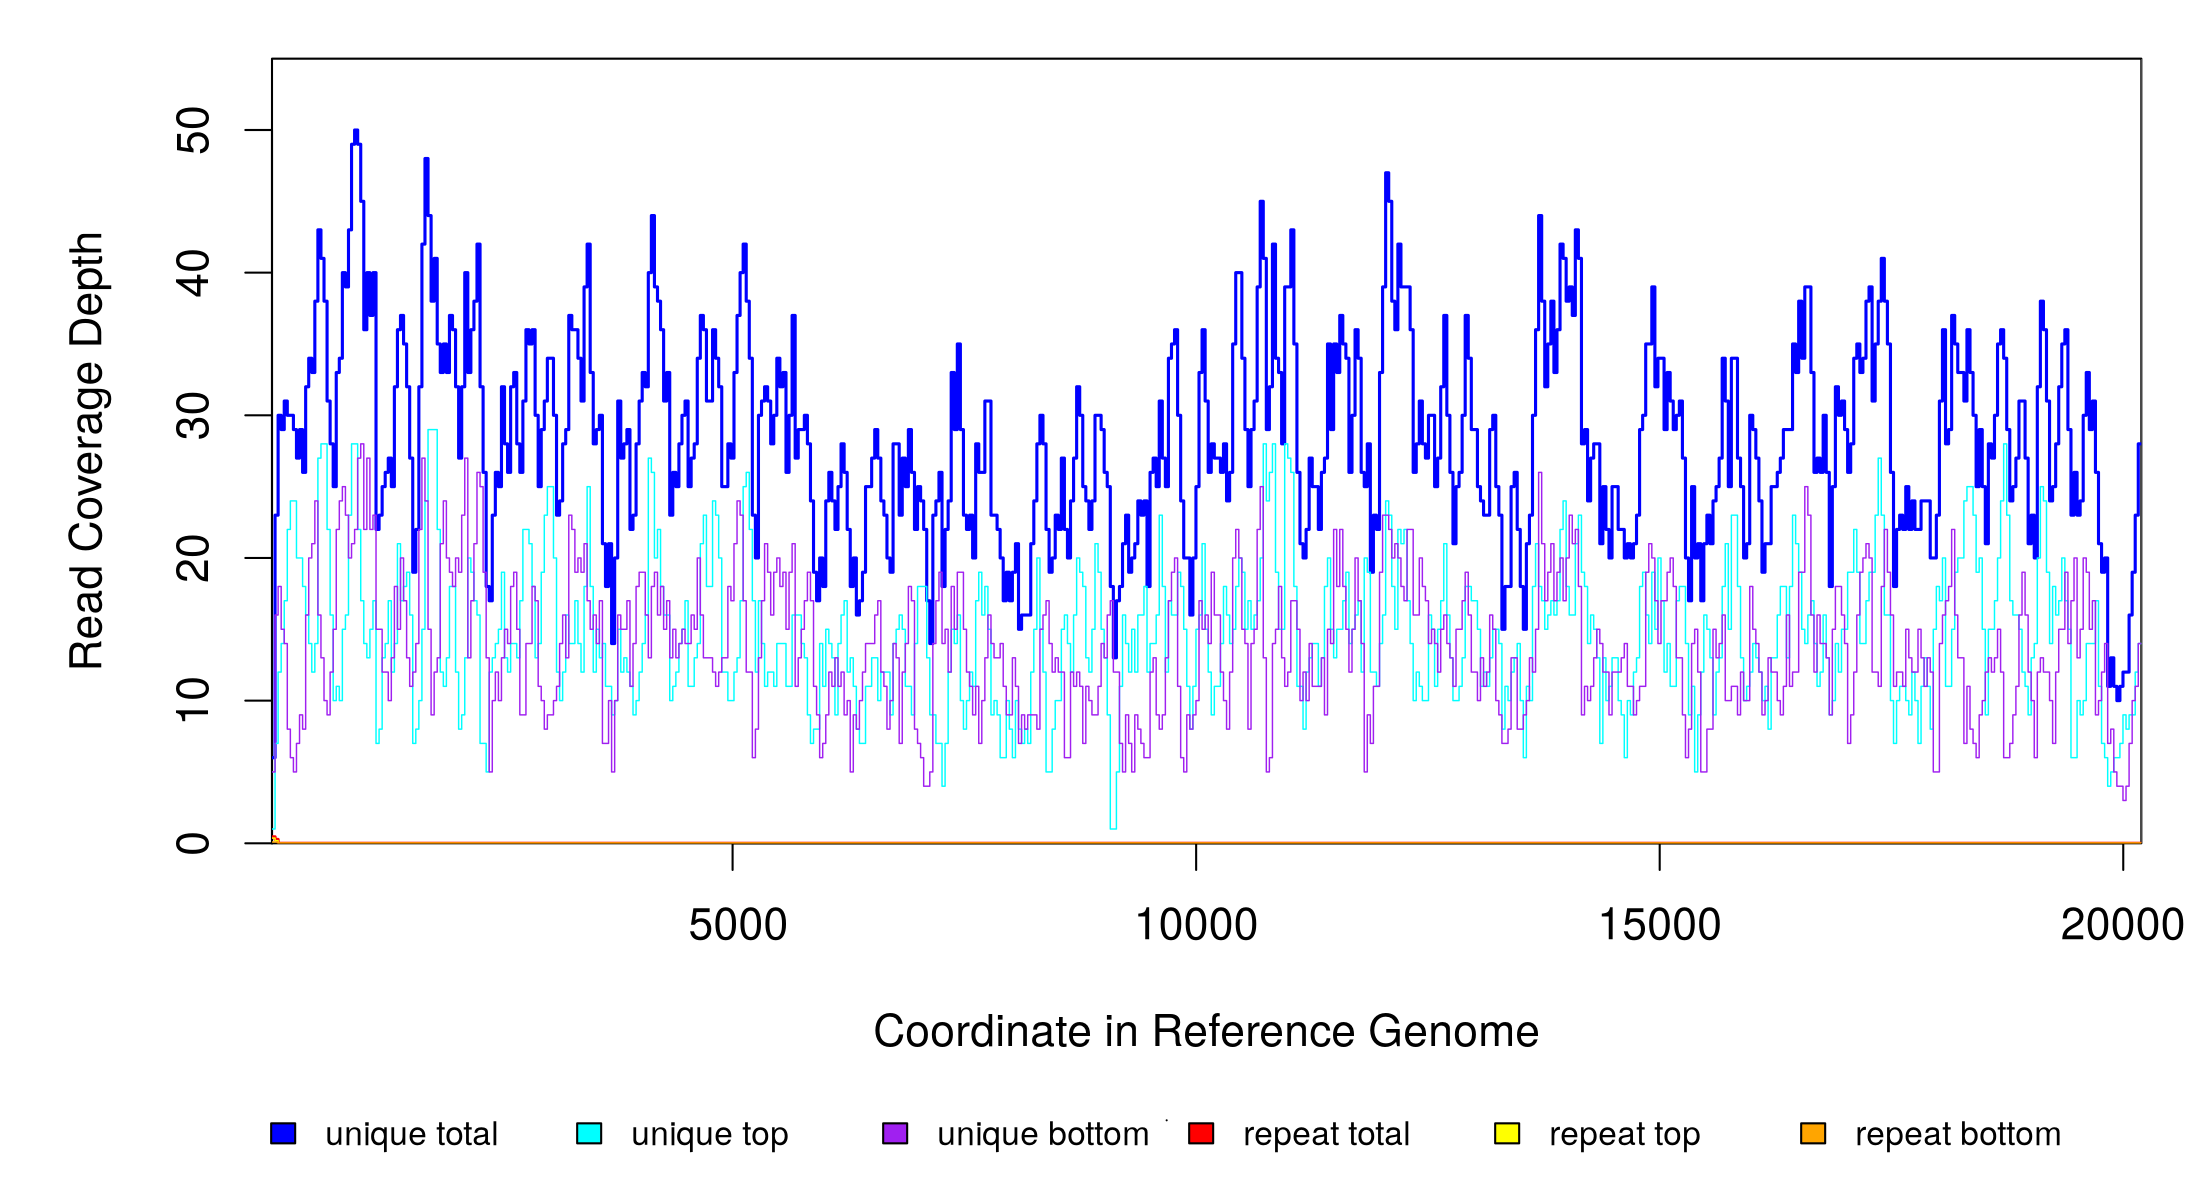 Read Coverage Depth
50
40
30
20
10
0
5000 10000 15000 20000
Coordinate in Reference Genome
unique total unique top unique bottom repeat total repeat top repeat bottom